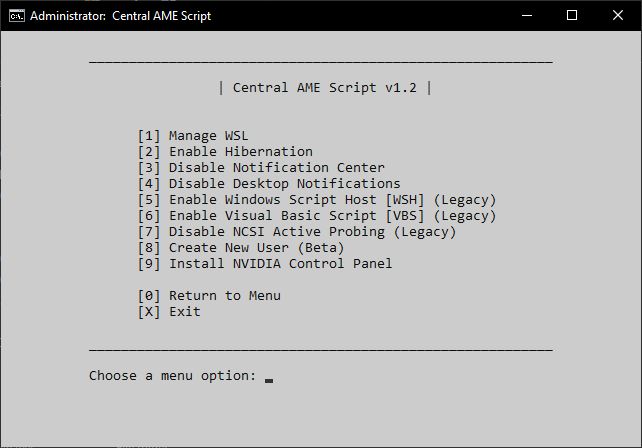 Administrator: Central AME Script
| Central AME Script v1.2 |
[1] Manage WSL
[2] Enable Hibernation
[3] Disable Notification Center
[4] Disable Desktop Notifications
[5] Enable Windows Script Host [WSH] (Legacy)
[6] Enable Visual Basic Script [VBS] (Legacy)
[7] Disable NCSI Active Probing (Legacy)
[8] Create New User (Beta)
[9] Install NVIDIA Control Panel
[0] Return to Menu
[X] Exit
Choose a menu option: